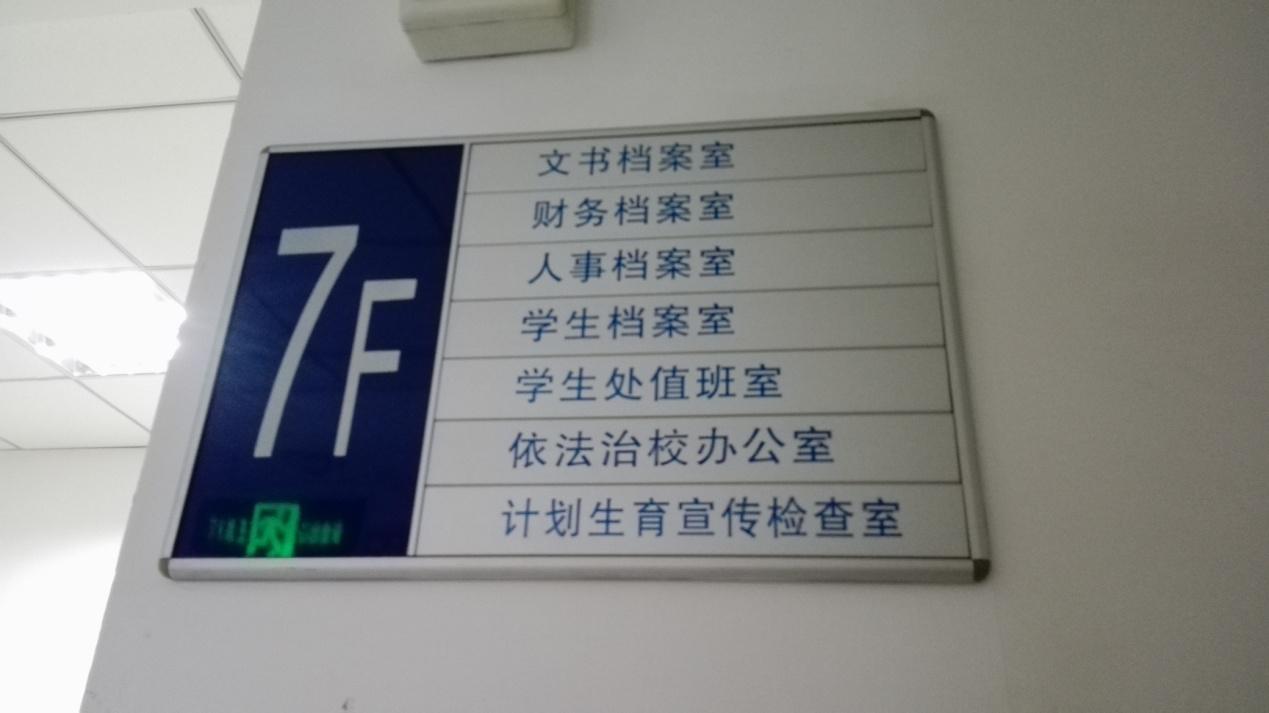 7F
文书档案室
财务档案室
人事档案室
学生档案室
学生处值班室
依法治校办公室
计划生育宣传检查室